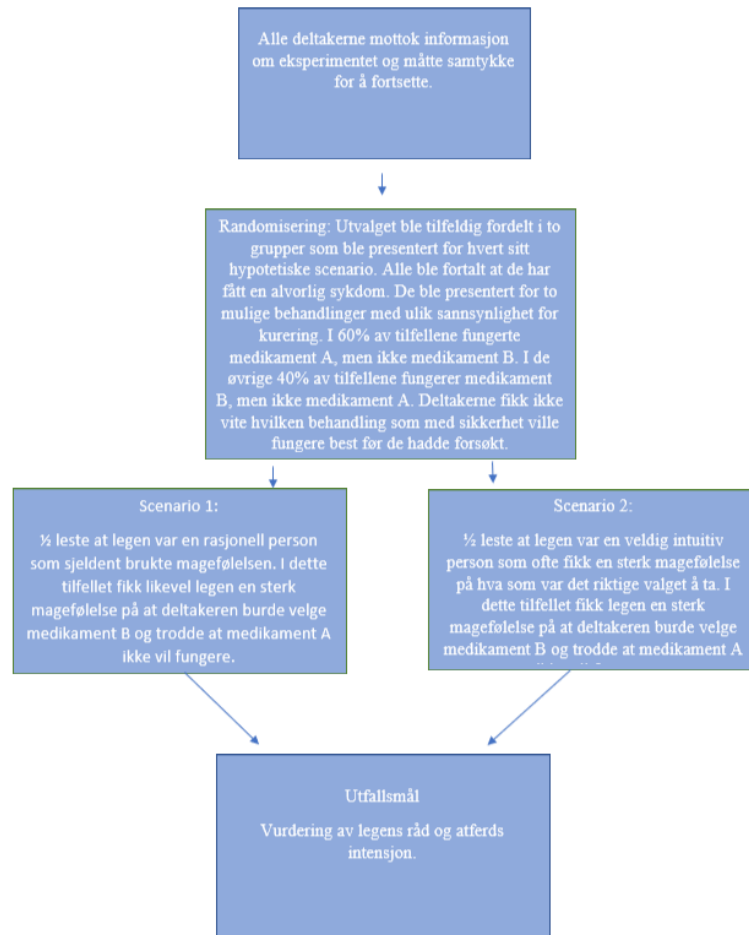 Alle deltakerne mottok informasjon
om eksperimentet og måtte samtykke
for å fortsette.
Randomisering: Utvalget ble tilfeldig fordelt i to
grupper som ble presentert for hvert sitt
hypotetiske scenario. Alle ble fortalt at de har
fått en alvorlig sykdom. De ble presentert for to
mulige behandlinger med ulik sannsynlighet for
kurering. I 60% av tilfellene fungerte
medikament A, men ikke medikament B. I de
øvrige 40% av tilfellene fungerer medikament
B, men ikke medikament A. Deltakerne fikk ikke
vite hvilken behandling som med sikkerhet ville
fungere best før de hadde forsøkt.
Scenario 1:
½ leste at legen var en rasjonell person
som sjeldent brukte magefølelsen. I dette
tilfellet fikk likevel legen en sterk
magefølelse på at deltakeren burde velge
medikament B og trodde at medikament A
ikke vil fungere.
Scenario 2:
½ leste at legen var en veldig intuitiv
person som ofte fikk en sterk magefølelse
på hva som var det riktige valget å ta. I
dette tilfellet fikk legen en sterk
magefølelse på at deltakeren burde velge
medikament B og trodde at medikament A
Utfallsmål
Vurdering av legens råd og atferds
intensjon.